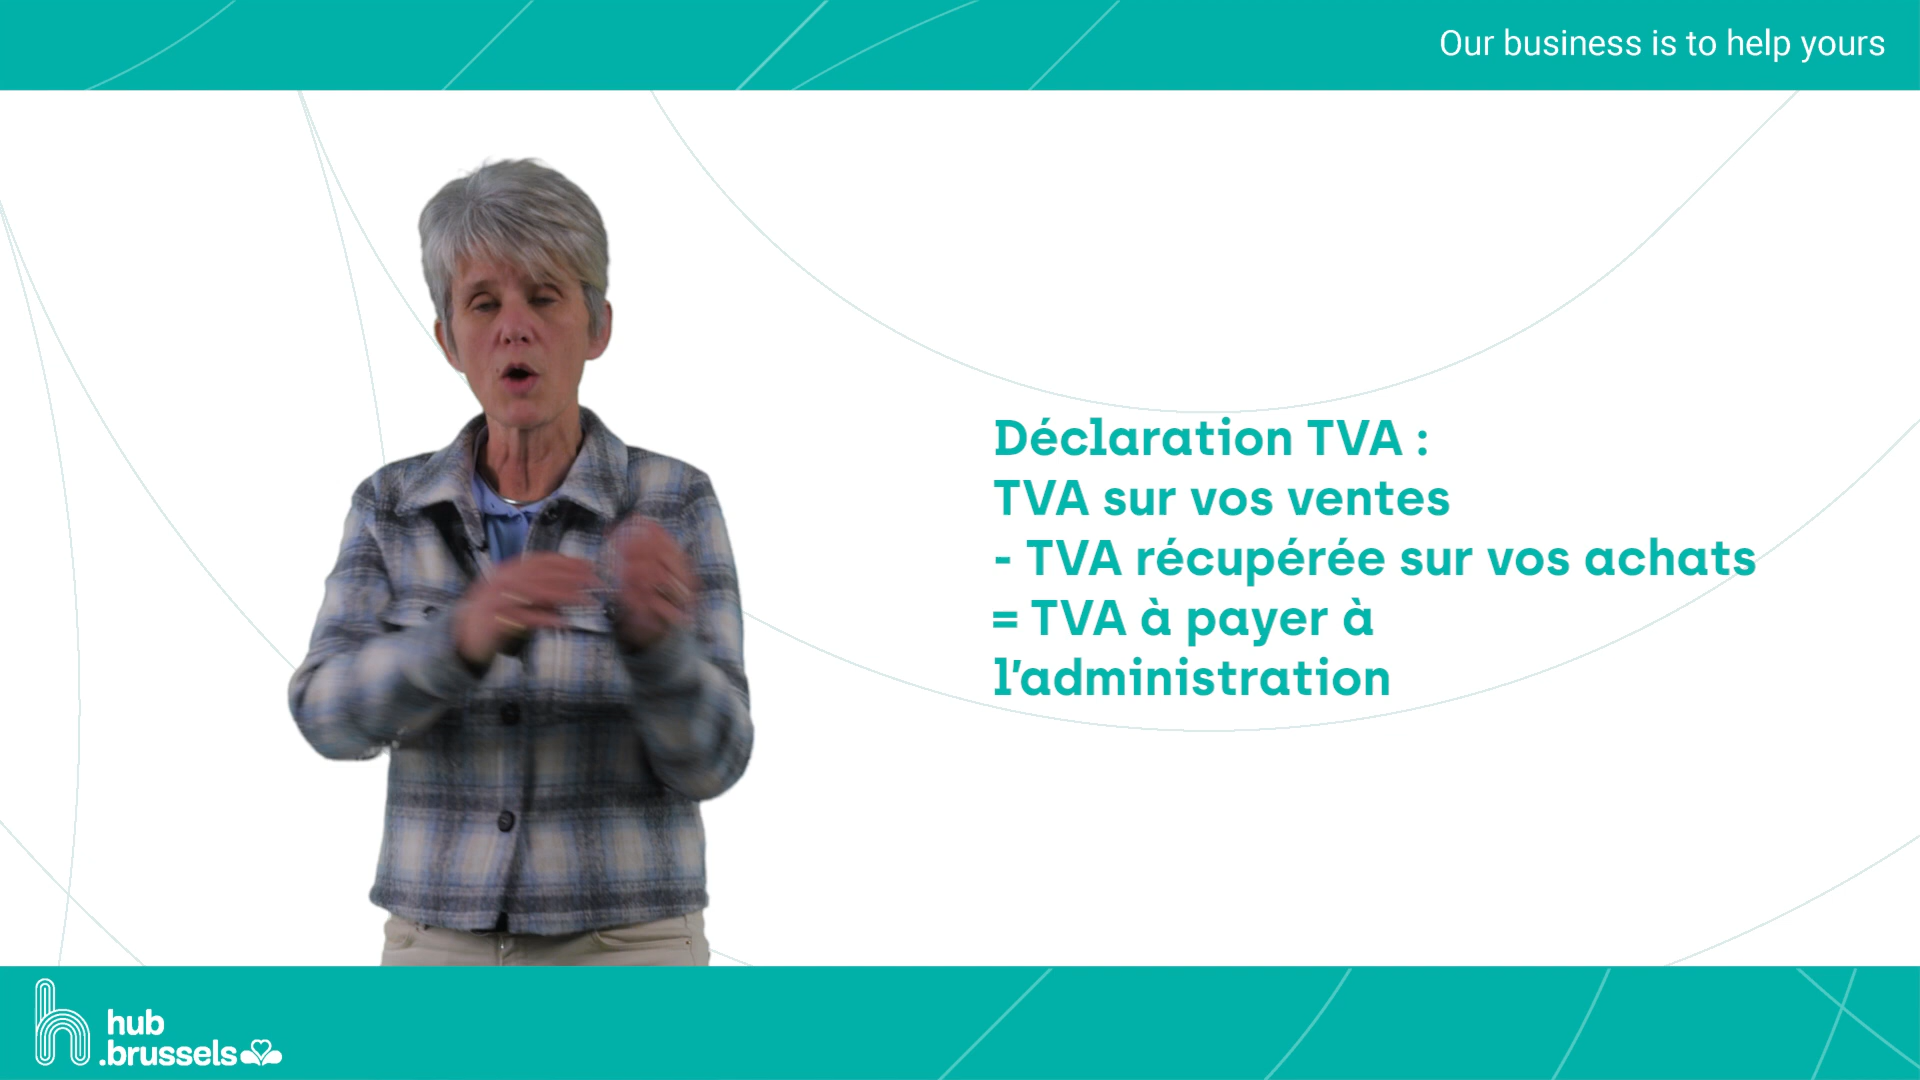 Our business is to help yours
Déclaration TVA :
TVA sur vos ventes
- TVA récupérée sur vos achats
= TVA à payer à
l'administration
hub
.brussels